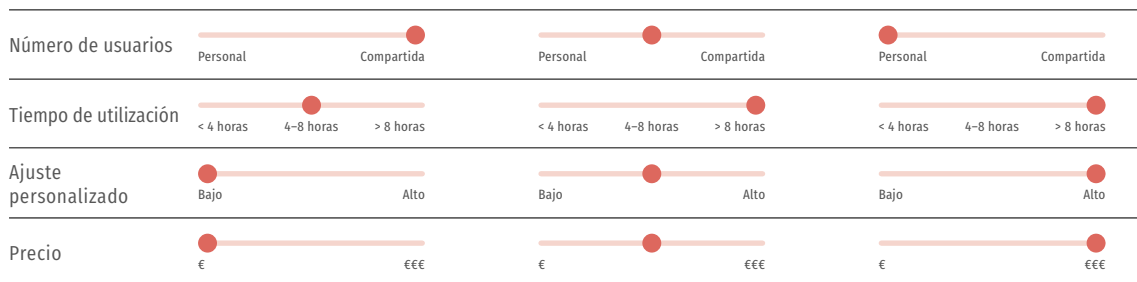 Número de usuarios
Personal Compartida Personal Compartida Personal Compartida
Tiempo de utilización
< 4 horas 4–8 horas > 8 horas < 4 horas 4–8 horas > 8 horas < 4 horas 4–8 horas > 8 horas
Ajuste
personalizado
Bajo Alto Bajo Alto Bajo Alto
Precio
€ €€€ € €€€ € €€€